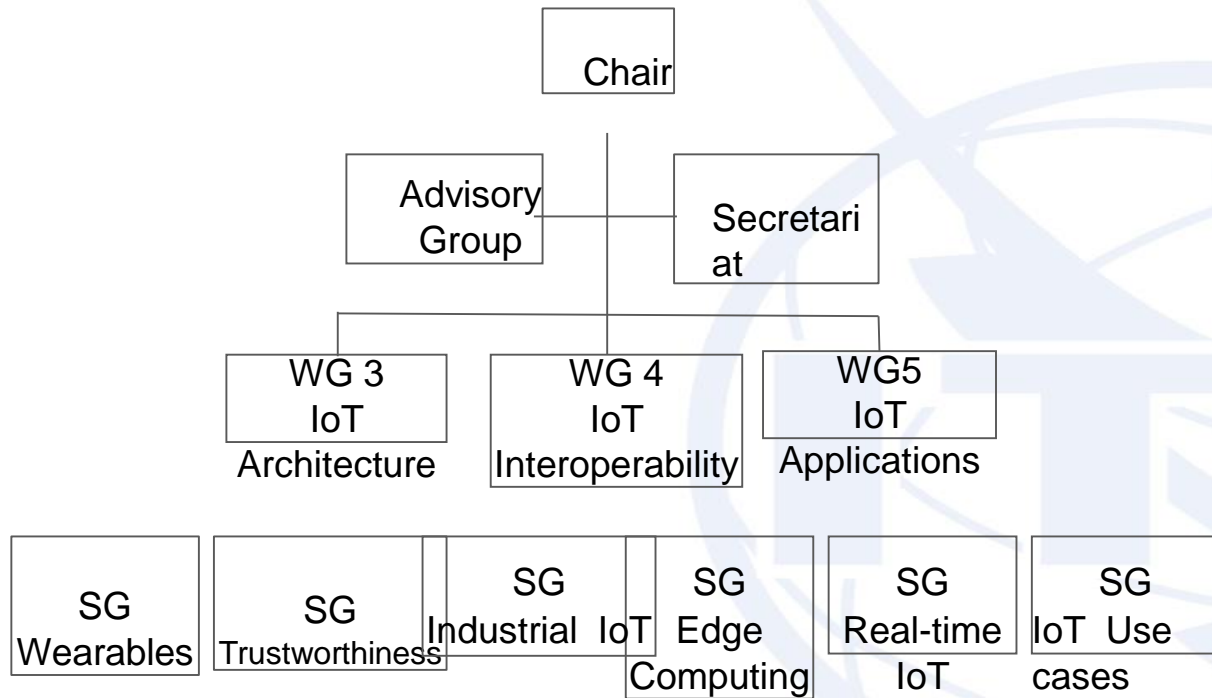 Chair
Advisory
Group
Secretari
at
WG 3
IoT
Architecture
WG 4
IoT
Interoperability
WG5
IoT
Applications
SG
Wearables
SG
Trustworthiness
SG
Industrial IoT
SG
Edge
Computing
SG
Real-time
IoT
SG
IoT Use
cases